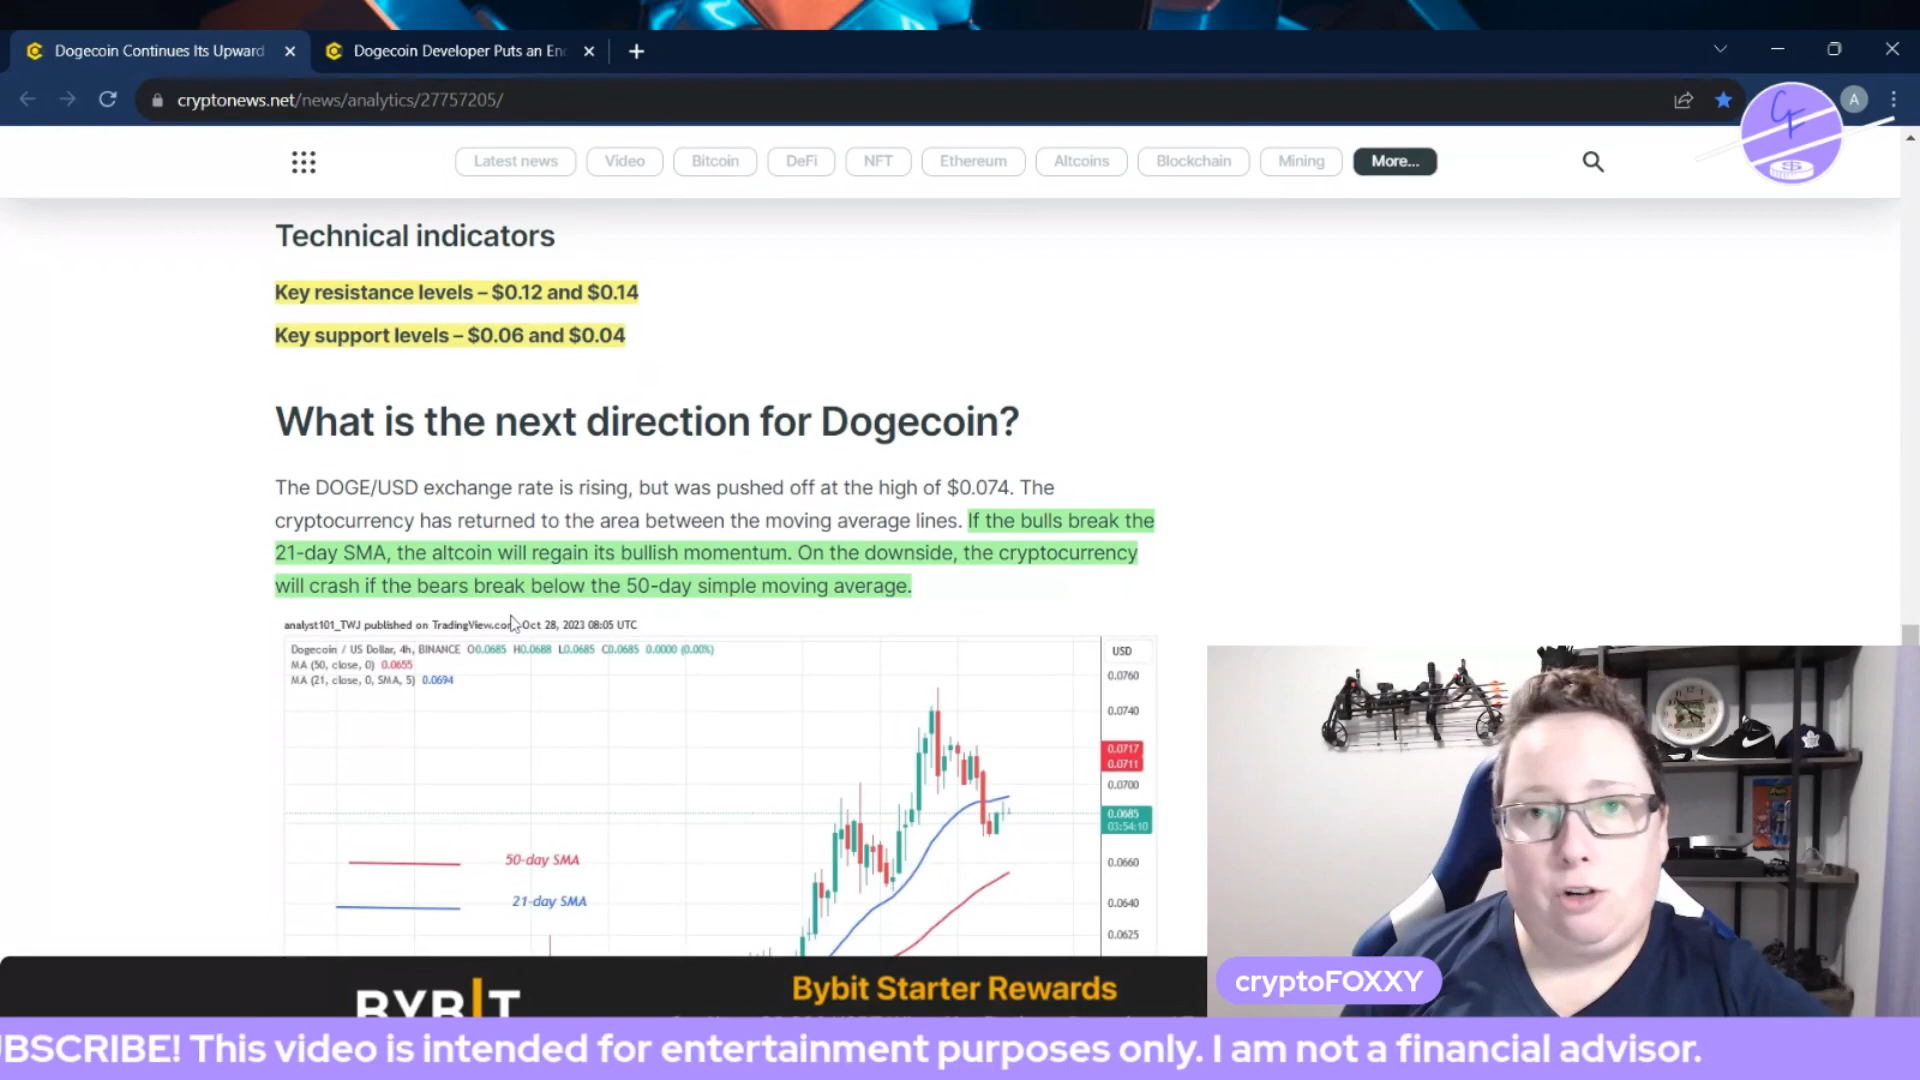 Dogecoin Continues Its Upward
Dogecoin Developer Puts an En
cryptonews.net/news/analytics/27757205/
A
CF
$
Latest news
Video
Bitcoin
DeFi
NFT
Ethereum
Altcoins
Blockchain
Mining
More...
Technical indicators
Key resistance levels – $0.12 and $0.14
Key support levels – $0.06 and $0.04
What is the next direction for Dogecoin?
The DOGE/USD exchange rate is rising, but was pushed off at the high of $0.074. The
cryptocurrency has returned to the area between the moving average lines. If the bulls break the
21-day SMA, the altcoin will regain its bullish momentum. On the downside, the cryptocurrency
will crash if the bears break below the 50-day simple moving average.
analyst101_TWJ published on TradingView.com, Oct 28, 2023 08:05 UTC
Dogecoin / US Dollar, 4h, BINANCE O0.0685 H0.0688 L0.0685 C0.0685 0.0000 (0.00%)
MA (50, close, 0) 0.0655
MA (21, close, 0, SMA, 5) 0.0694
USD
0.0760
0.0740
0.0717
0.0711
0.0700
0.0685
03:54:10
0.0660
0.0640
0.0625
50-day SMA
21-day SMA
BYBIT
Bybit Starter Rewards
cryptoFOXXY
UBSCRIBE! This video is intended for entertainment purposes only. I am not a financial advisor.